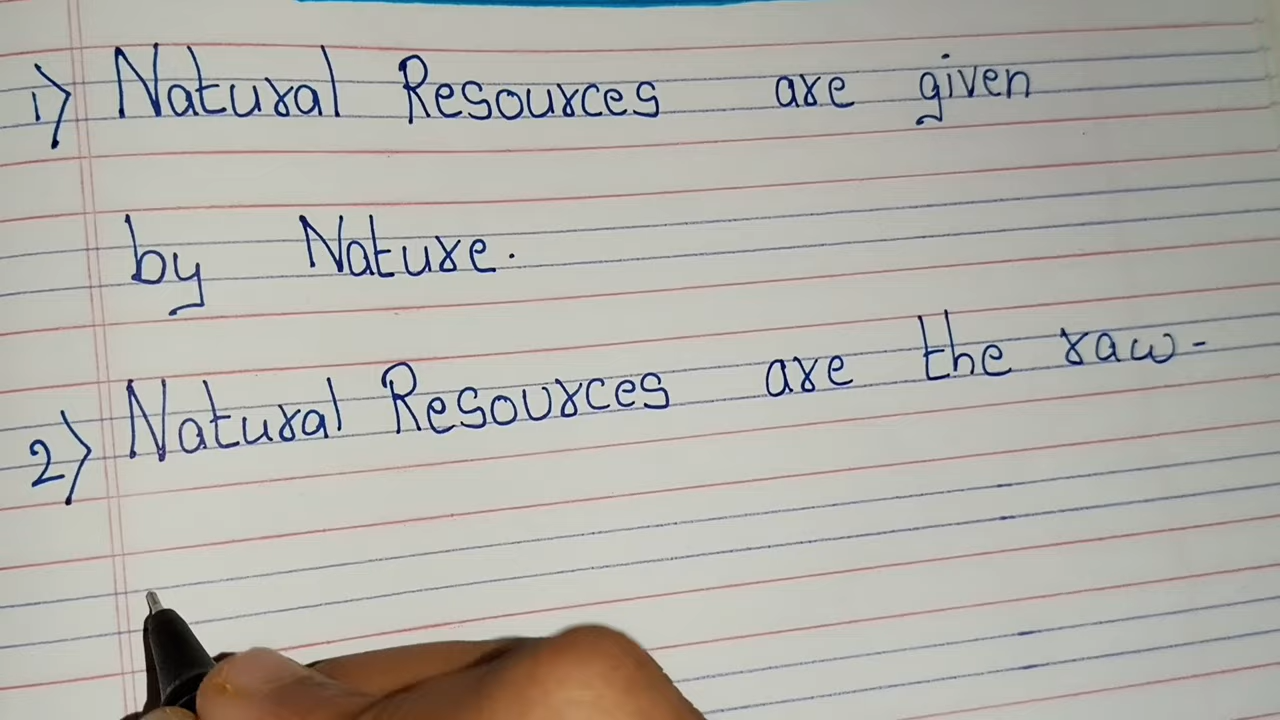 1) Natural Resources are given
by Nature.
2) Natural Resources are the raw-